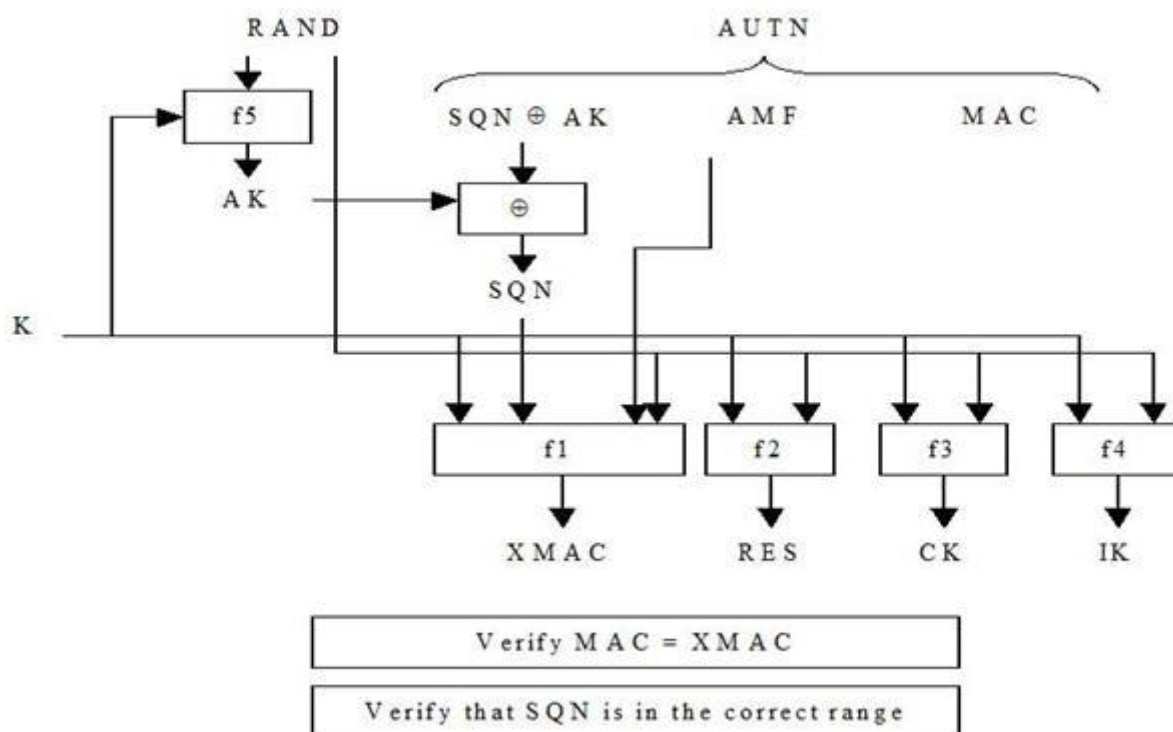 RAND
AUTN
f5
SQN ⊕ AK
AMF
MAC
AK
⊕
SQN
K
f1
f2
f3
f4
XMAC
RES
CK
IK
Verify MAC = XMAC
Verify that SQN is in the correct range